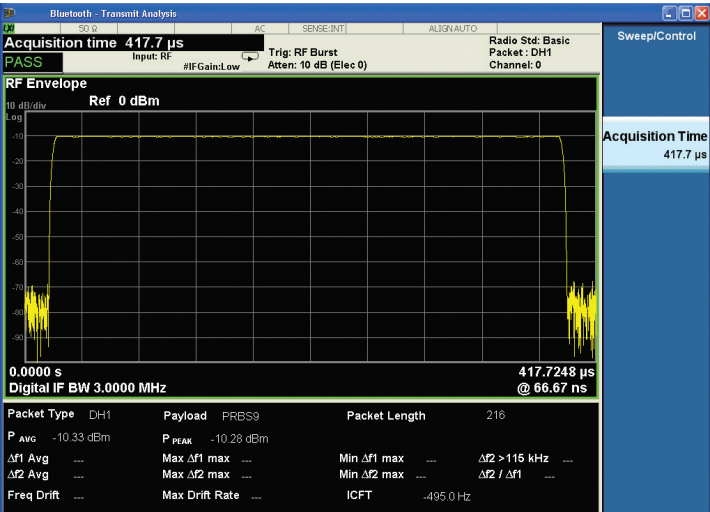 Bluetooth - Transmit Analysis
LXI 50 Ω AC SENSE:INT ALIGN AUTO
Acquisition time 417.7 µs
PASS
Input: RF
#IFGain:Low
Trig: RF Burst
Atten: 10 dB (Elec 0)
Radio Std: Basic
Packet : DH1
Channel: 0
Sweep/Control
Acquisition Time
417.7 µs
RF Envelope
10 dB/div Ref 0 dBm
Log
-10
-20
-30
-40
-50
-60
-70
-80
-90
0.0000 s 417.7248 µs
Digital IF BW 3.0000 MHz @ 66.67 ns
Packet Type DH1 Payload PRBS9 Packet Length 216
P AVG -10.33 dBm P PEAK -10.28 dBm
Δf1 Avg --- Max Δf1 max --- Min Δf1 max --- Δf2 >115 kHz ---
Δf2 Avg --- Max Δf2 max --- Min Δf2 max --- Δf2 / Δf1 ---
Freq Drift --- Max Drift Rate --- ICFT -495.0 Hz